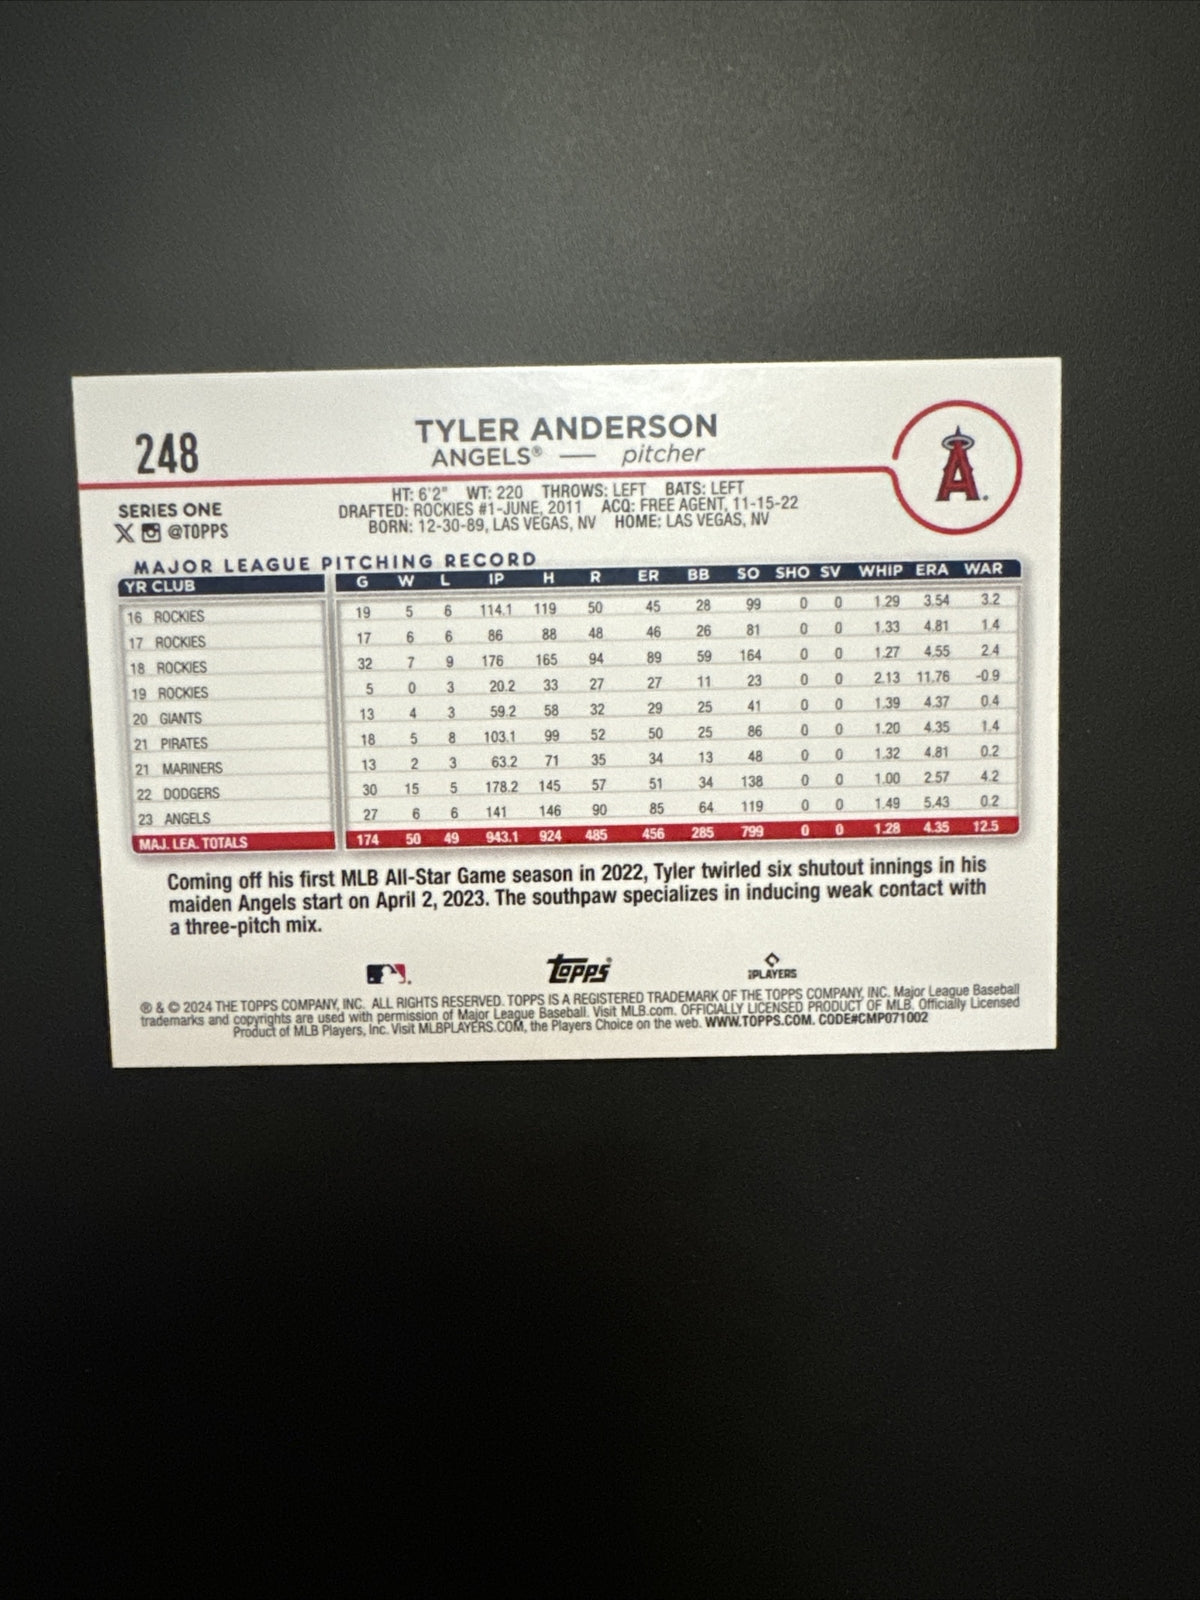 248
TYLER ANDERSON
ANGELS® — pitcher
A
SERIES ONE
@TOPPS
HT: 6'2" WT: 220 THROWS: LEFT BATS: LEFT
DRAFTED: ROCKIES #1-JUNE, 2011 ACQ: FREE AGENT, 11-15-22
BORN: 12-30-89, LAS VEGAS, NV HOME: LAS VEGAS, NV
MAJOR LEAGUE PITCHING RECORD
YR CLUB G W L IP H R ER BB SO SHO SV WHIP ERA WAR
16 ROCKIES 19 5 6 114.1 119 50 45 28 99 0 0 1.29 3.54 3.2
17 ROCKIES 17 6 6 86 88 48 46 26 81 0 0 1.33 4.81 1.4
18 ROCKIES 32 7 9 176 165 94 89 59 164 0 0 1.27 4.55 2.4
19 ROCKIES 5 0 3 20.2 33 27 27 11 23 0 0 2.13 11.76 -0.9
20 GIANTS 13 4 3 59.2 58 32 29 25 41 0 0 1.39 4.37 0.4
21 PIRATES 18 5 8 103.1 99 52 50 25 86 0 0 1.20 4.35 1.4
21 MARINERS 13 2 3 63.2 71 35 34 13 48 0 0 1.32 4.81 0.2
22 DODGERS 30 15 5 178.2 145 57 51 34 138 0 0 1.00 2.57 4.2
23 ANGELS 27 6 6 141 146 90 85 64 119 0 0 1.49 5.43 0.2
MAJ. LEA. TOTALS 174 50 49 943.1 924 485 456 285 799 0 0 1.28 4.35 12.5
Coming off his first MLB All-Star Game season in 2022, Tyler twirled six shutout innings in his
maiden Angels start on April 2, 2023. The southpaw specializes in inducing weak contact with
a three-pitch mix.
Topps®
PLAYERS
® & © 2024 THE TOPPS COMPANY, INC. ALL RIGHTS RESERVED. TOPPS IS A REGISTERED TRADEMARK OF THE TOPPS COMPANY, INC. Major League Baseball
trademarks and copyrights are used with permission of Major League Baseball. Visit MLB.com. OFFICIALLY LICENSED PRODUCT OF MLB. Officially Licensed
Product of MLB Players, Inc. Visit MLBPLAYERS.COM, the Players Choice on the web. WWW.TOPPS.COM. CODE#CMP071002